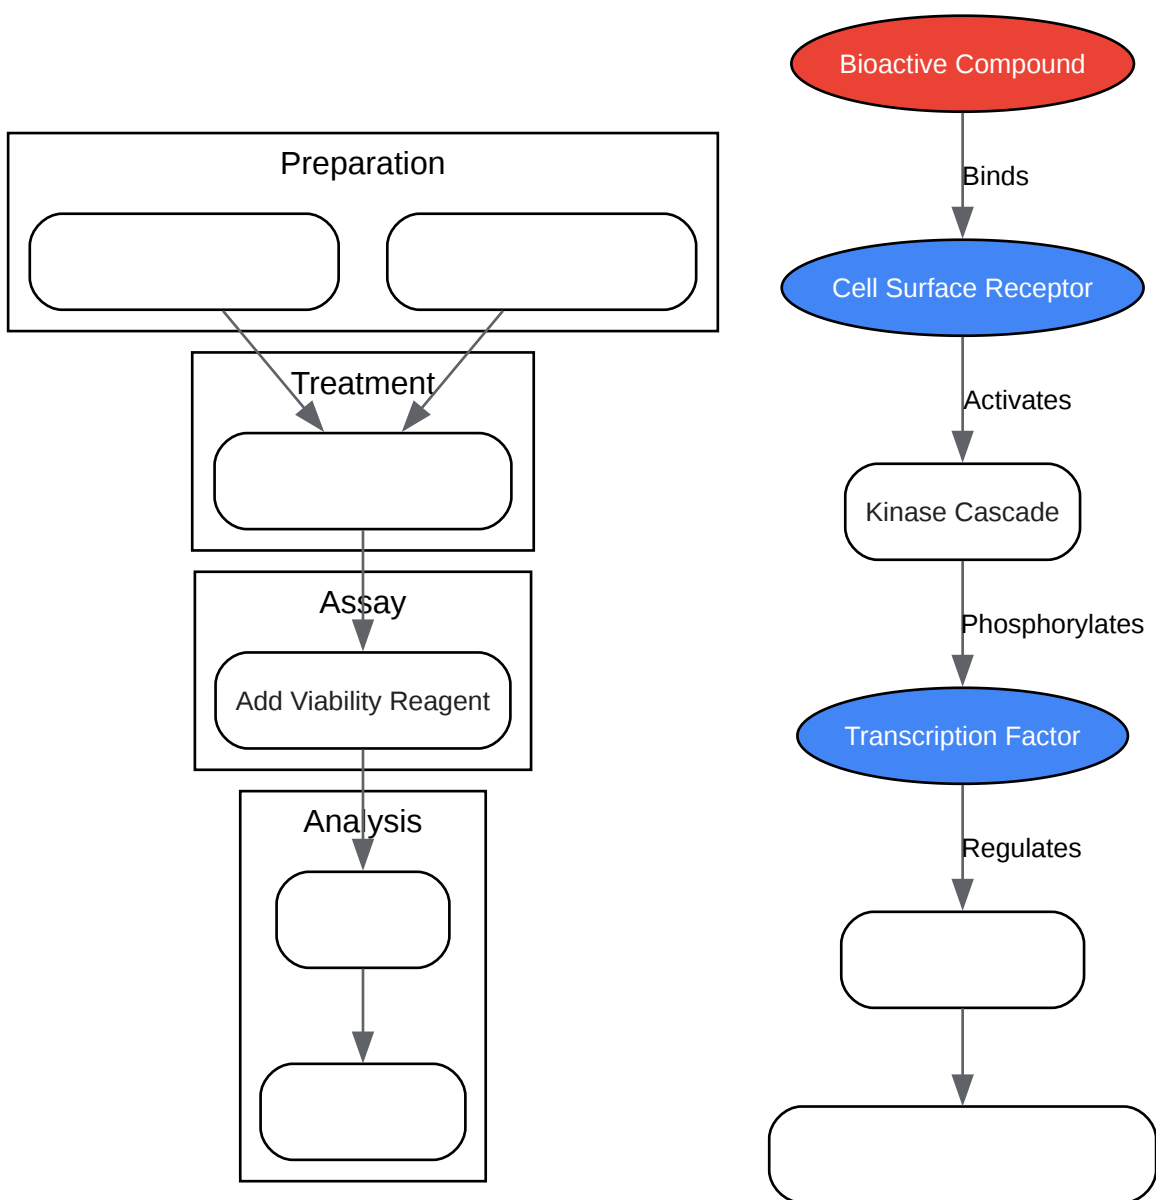 Preparation
Treatment
Assay
Add Viability Reagent
Analysis
Bioactive Compound
Binds
Cell Surface Receptor
Activates
Kinase Cascade
Phosphorylates
Transcription Factor
Regulates